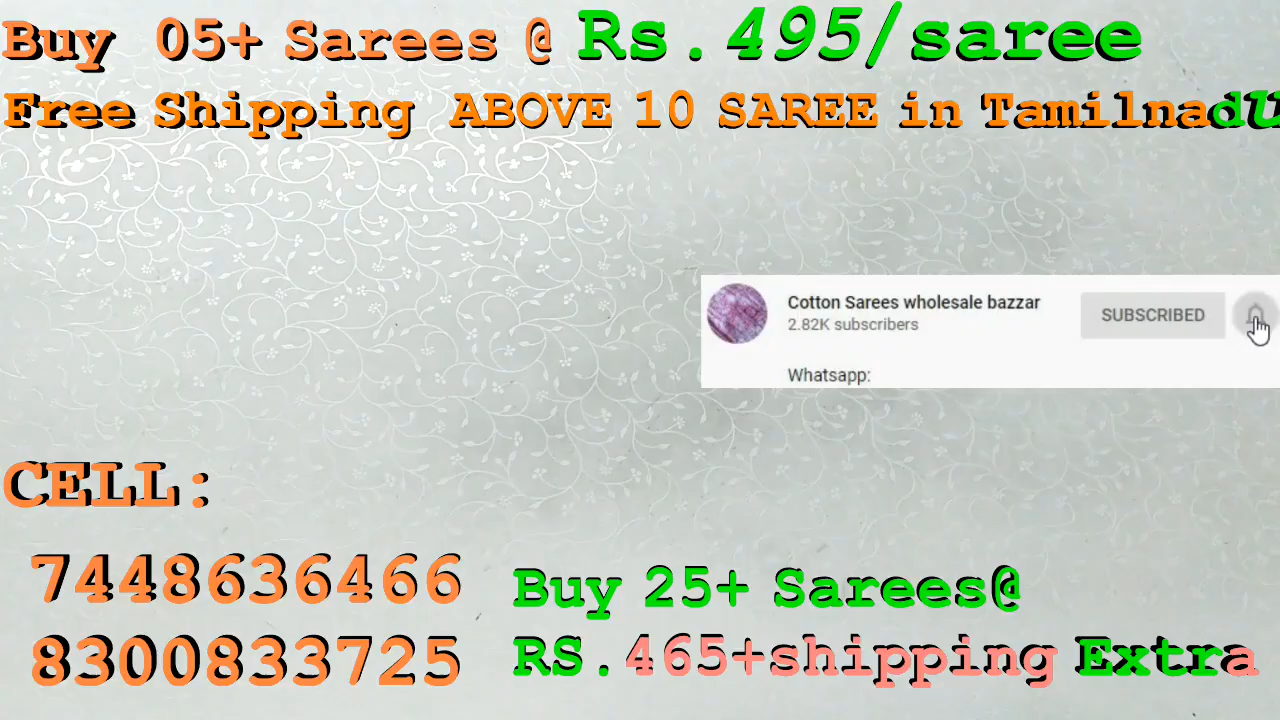 Buy 05+ Sarees @ Rs.495/saree
Free Shipping ABOVE 10 SAREE in Tamilnadu
Cotton Sarees wholesale bazzar
2.82K subscribers
SUBSCRIBED
Whatsapp:
CELL:
7448636466
8300833725
Buy 25+ Sarees@
RS.465+shipping Extra